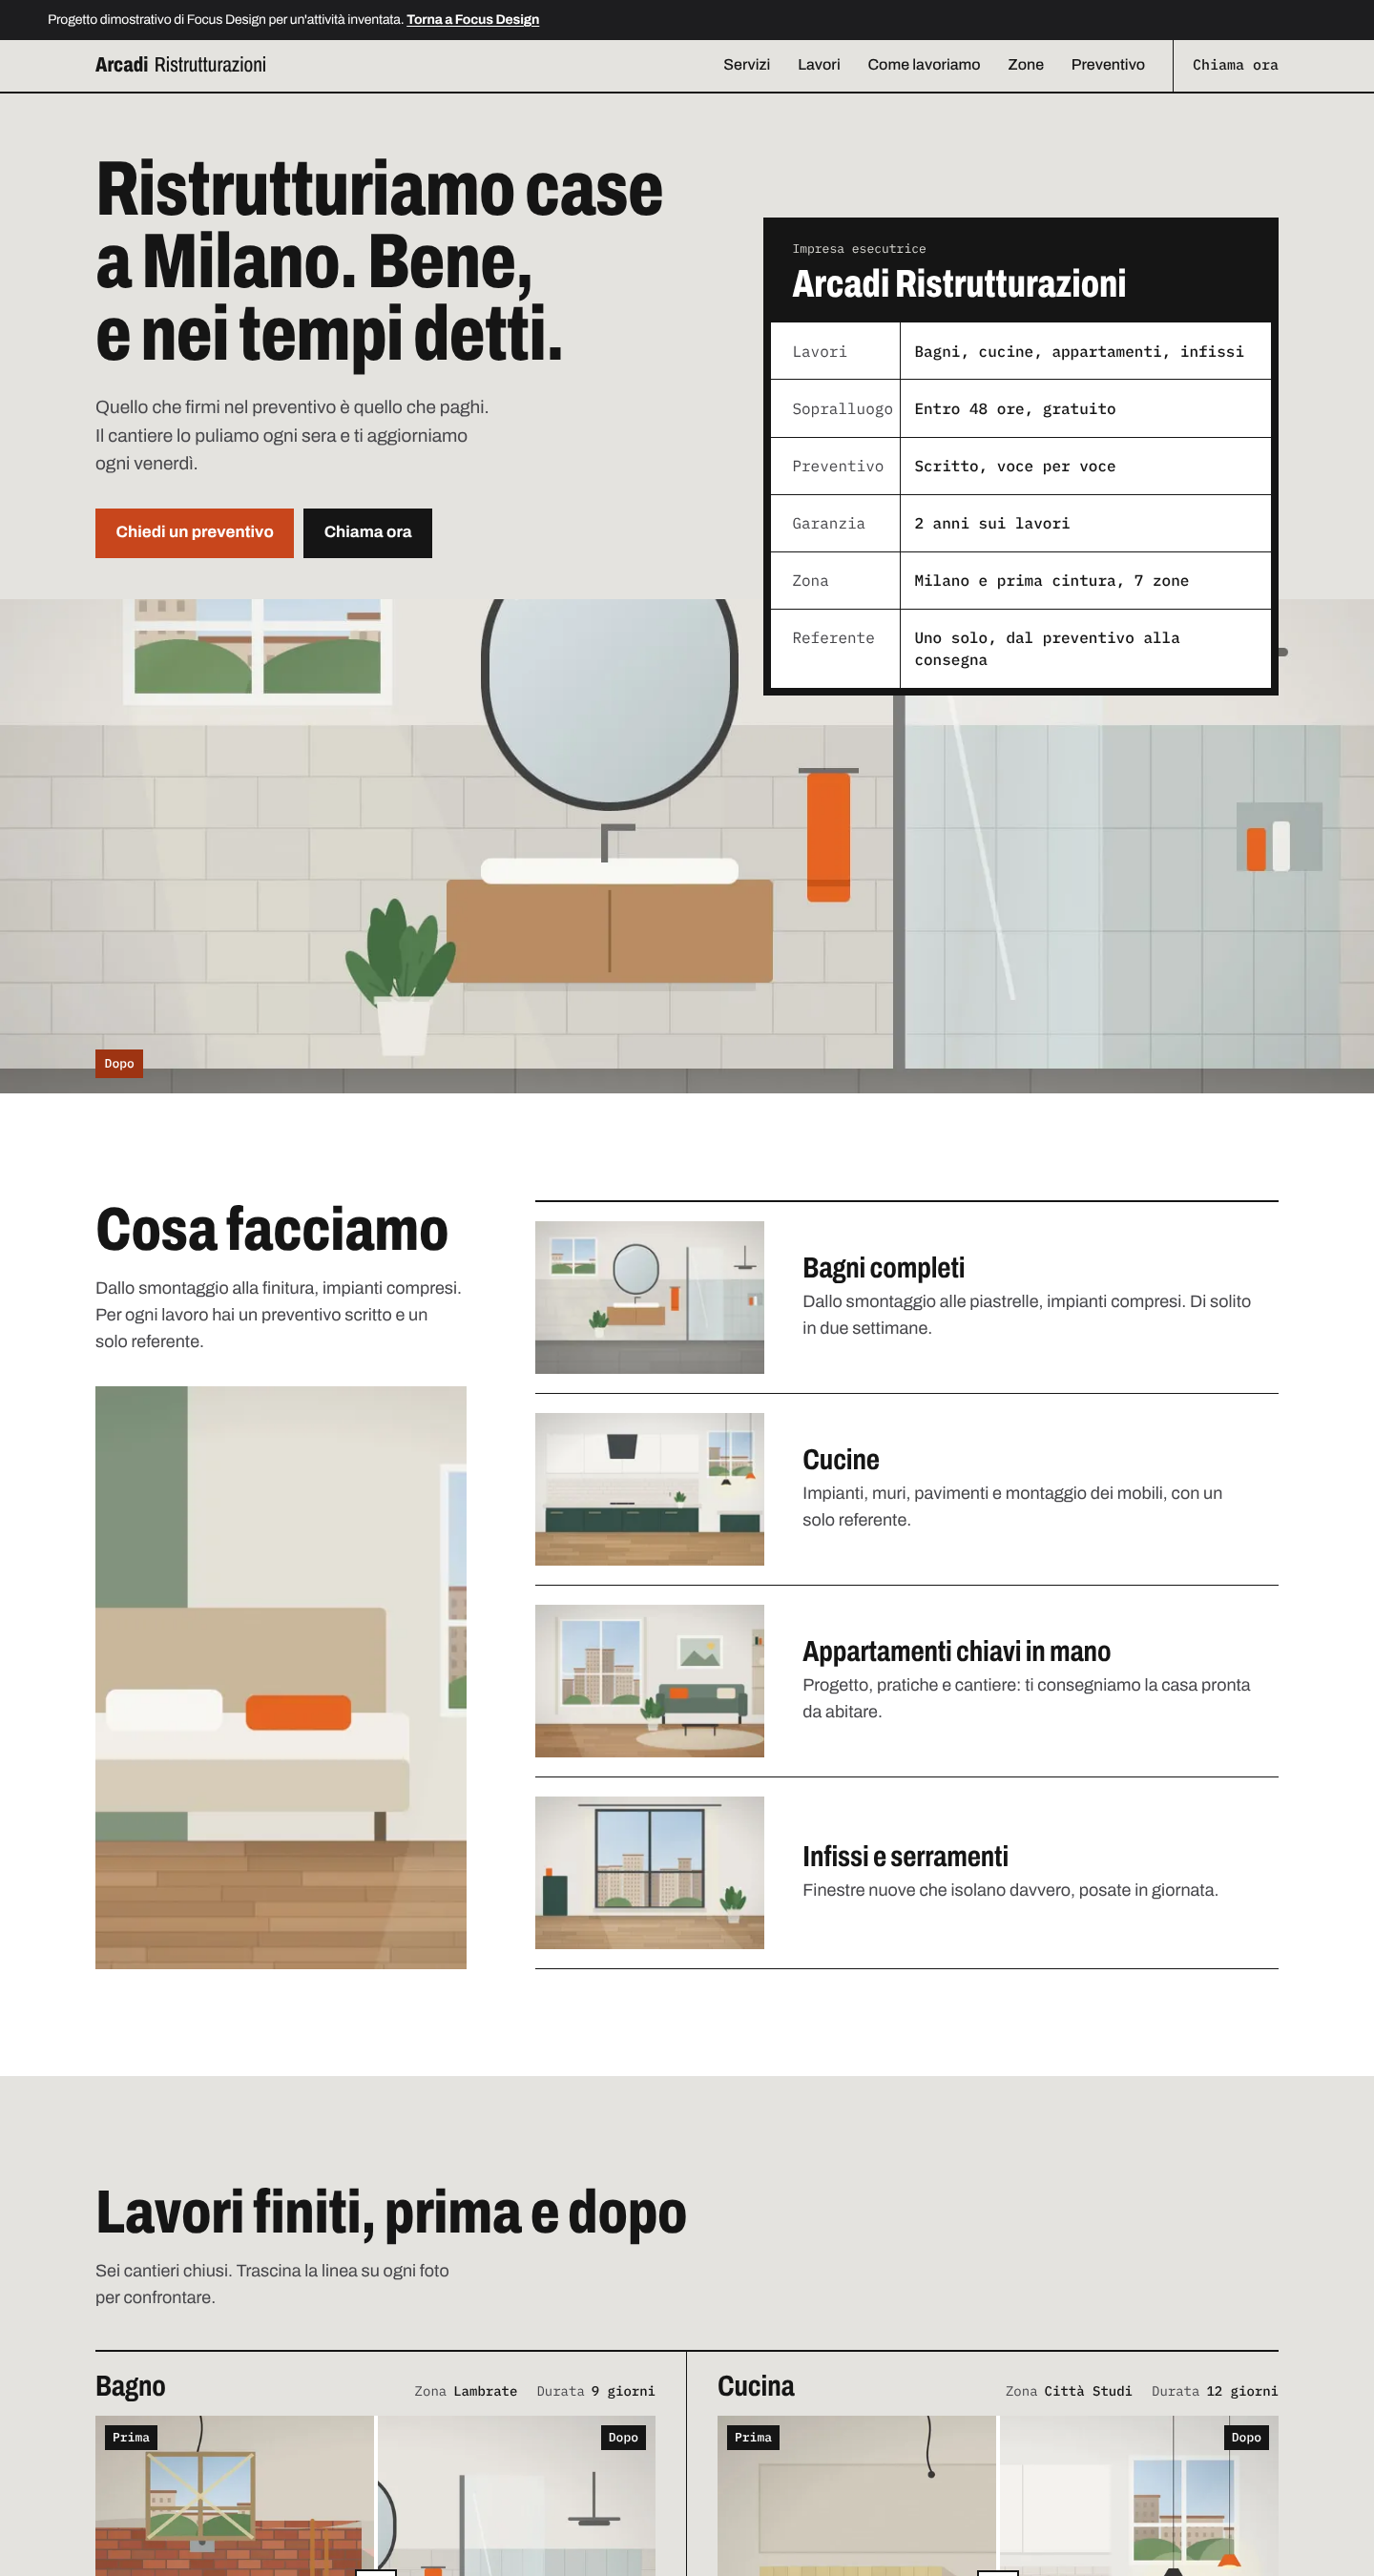 Progetto dimostrativo di Focus Design per un'attività inventata. Torna a Focus Design
Arcadi Ristrutturazioni
Servizi Lavori Come lavoriamo Zone Preventivo Chiama ora
Ristrutturiamo case
a Milano. Bene,
e nei tempi detti.
Quello che firmi nel preventivo è quello che paghi.
Il cantiere lo puliamo ogni sera e ti aggiorniamo
ogni venerdì.
Chiedi un preventivo Chiama ora
Impresa esecutrice
Arcadi Ristrutturazioni
Lavori Bagni, cucine, appartamenti, infissi
Sopralluogo Entro 48 ore, gratuito
Preventivo Scritto, voce per voce
Garanzia 2 anni sui lavori
Zona Milano e prima cintura, 7 zone
Referente Uno solo, dal preventivo alla
consegna
Dopo
Cosa facciamo
Dallo smontaggio alla finitura, impianti compresi.
Per ogni lavoro hai un preventivo scritto e un
solo referente.
Bagni completi
Dallo smontaggio alle piastrelle, impianti compresi. Di solito
in due settimane.
Cucine
Impianti, muri, pavimenti e montaggio dei mobili, con un
solo referente.
Appartamenti chiavi in mano
Progetto, pratiche e cantiere: ti consegniamo la casa pronta
da abitare.
Infissi e serramenti
Finestre nuove che isolano davvero, posate in giornata.
Lavori finiti, prima e dopo
Sei cantieri chiusi. Trascina la linea su ogni foto
per confrontare.
Bagno Zona Lambrate Durata 9 giorni
Prima Dopo
Cucina Zona Città Studi Durata 12 giorni
Prima Dopo